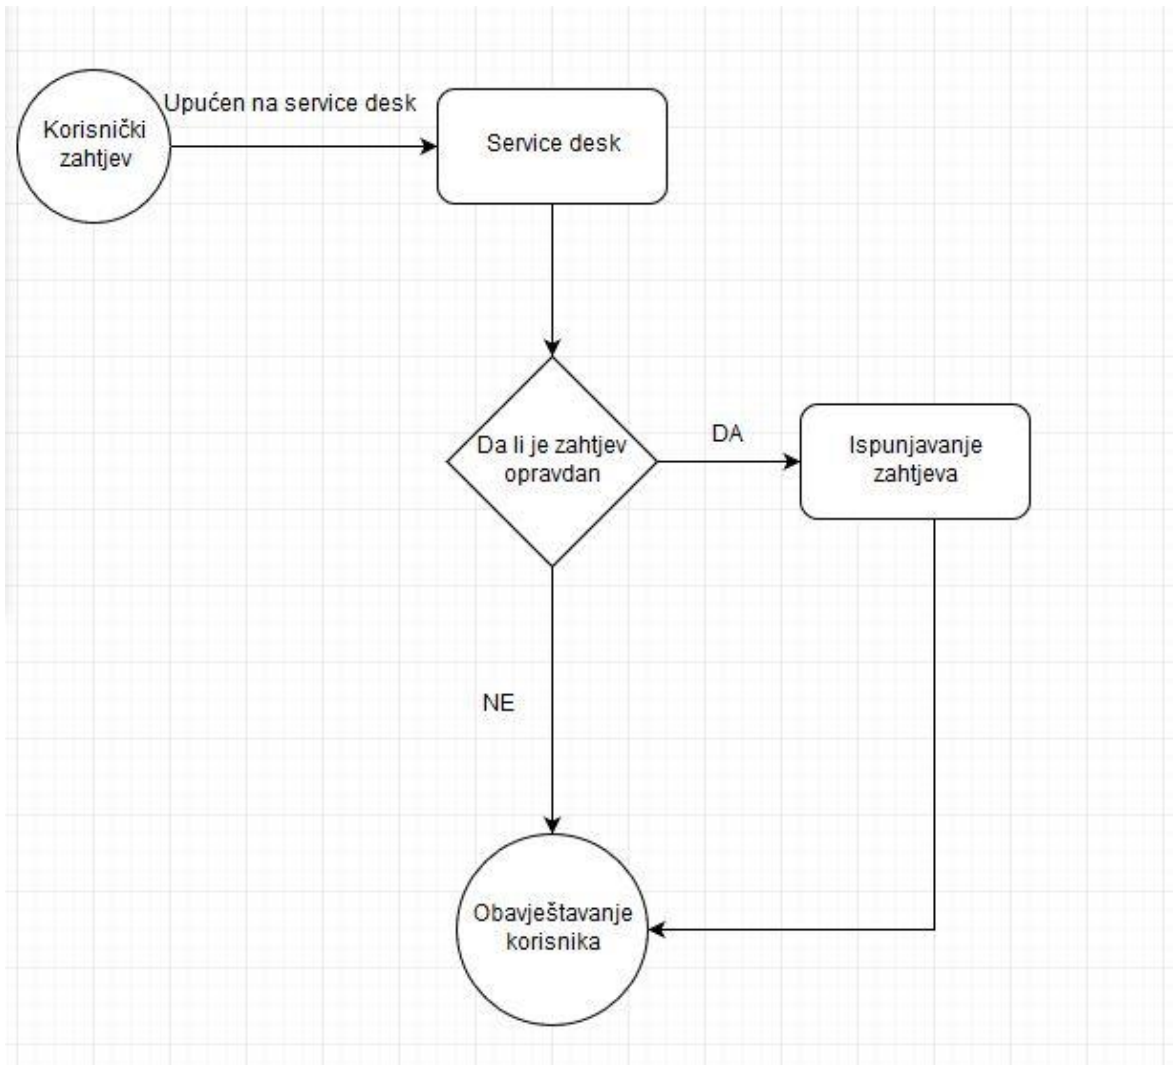 Upućen na service desk
Korisnički
zahtjev
Service desk
Da li je zahtjev
opravdan
DA
Ispunjavanje
zahtjeva
NE
Obavještavanje
korisnika